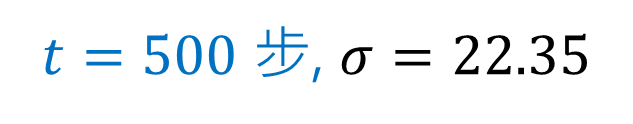 t = 500 步, σ = 22.35